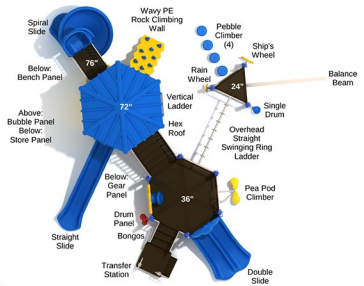 Spiral
Slide
Wavy PE
Rock Climbing
Wall
Pebble
Climber
(4)
Ship's
Wheel
76"
Below:
Bench Panel
Rain
Wheel
24"
Balance
Beam
Vertical
Ladder
72"
Single
Drum
Above:
Bubble Panel
Below:
Store Panel
Hex
Roof
Overhead
Straight
Swinging Ring
Ladder
Below:
Gear
Panel
36"
Pea Pod
Climber
Drum
Panel
Bongos
Straight
Slide
Transfer
Station
Double
Slide